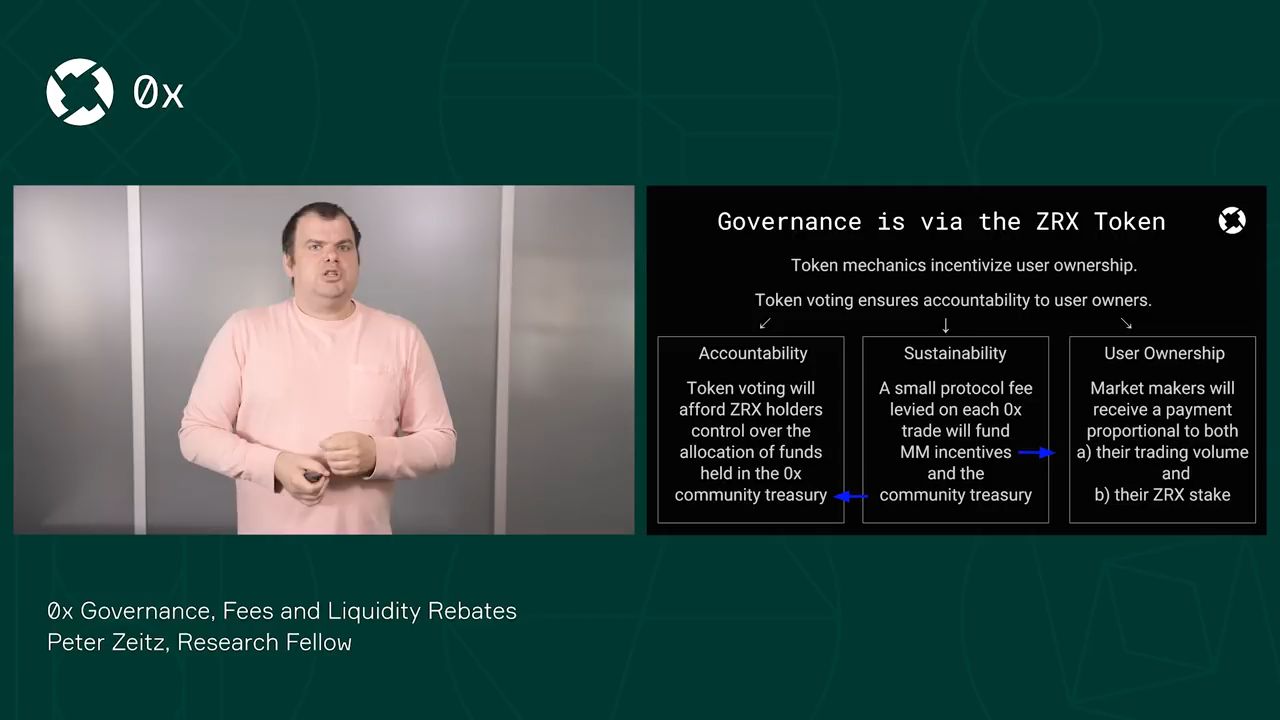 0x
Governance is via the ZRX Token
Token mechanics incentivize user ownership.
Token voting ensures accountability to user owners.
Accountability
Token voting will
afford ZRX holders
control over the
allocation of funds
held in the 0x
community treasury
Sustainability
A small protocol fee
levied on each 0x
trade will fund
MM incentives
and the
community treasury
User Ownership
Market makers will
receive a payment
proportional to both
a) their trading volume
and
b) their ZRX stake
0x Governance, Fees and Liquidity Rebates
Peter Zeitz, Research Fellow